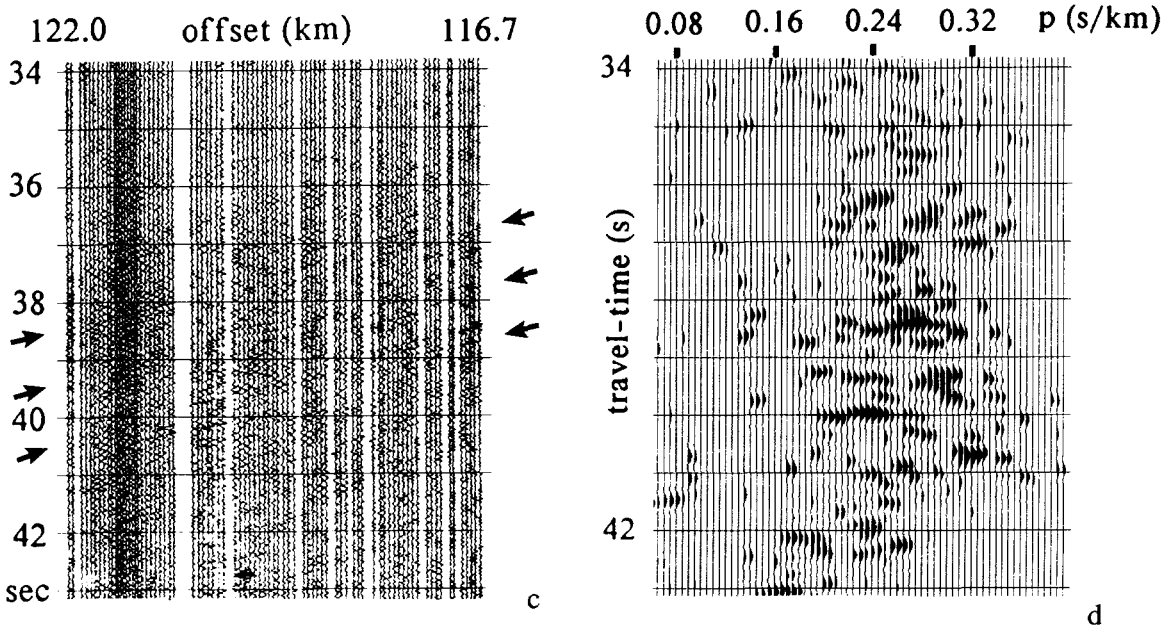 122.0 offset (km) 116.7
34
36
38
40
42
sec
c
0.08 0.16 0.24 0.32 p (s/km)
34
travel-time (s)
42
d